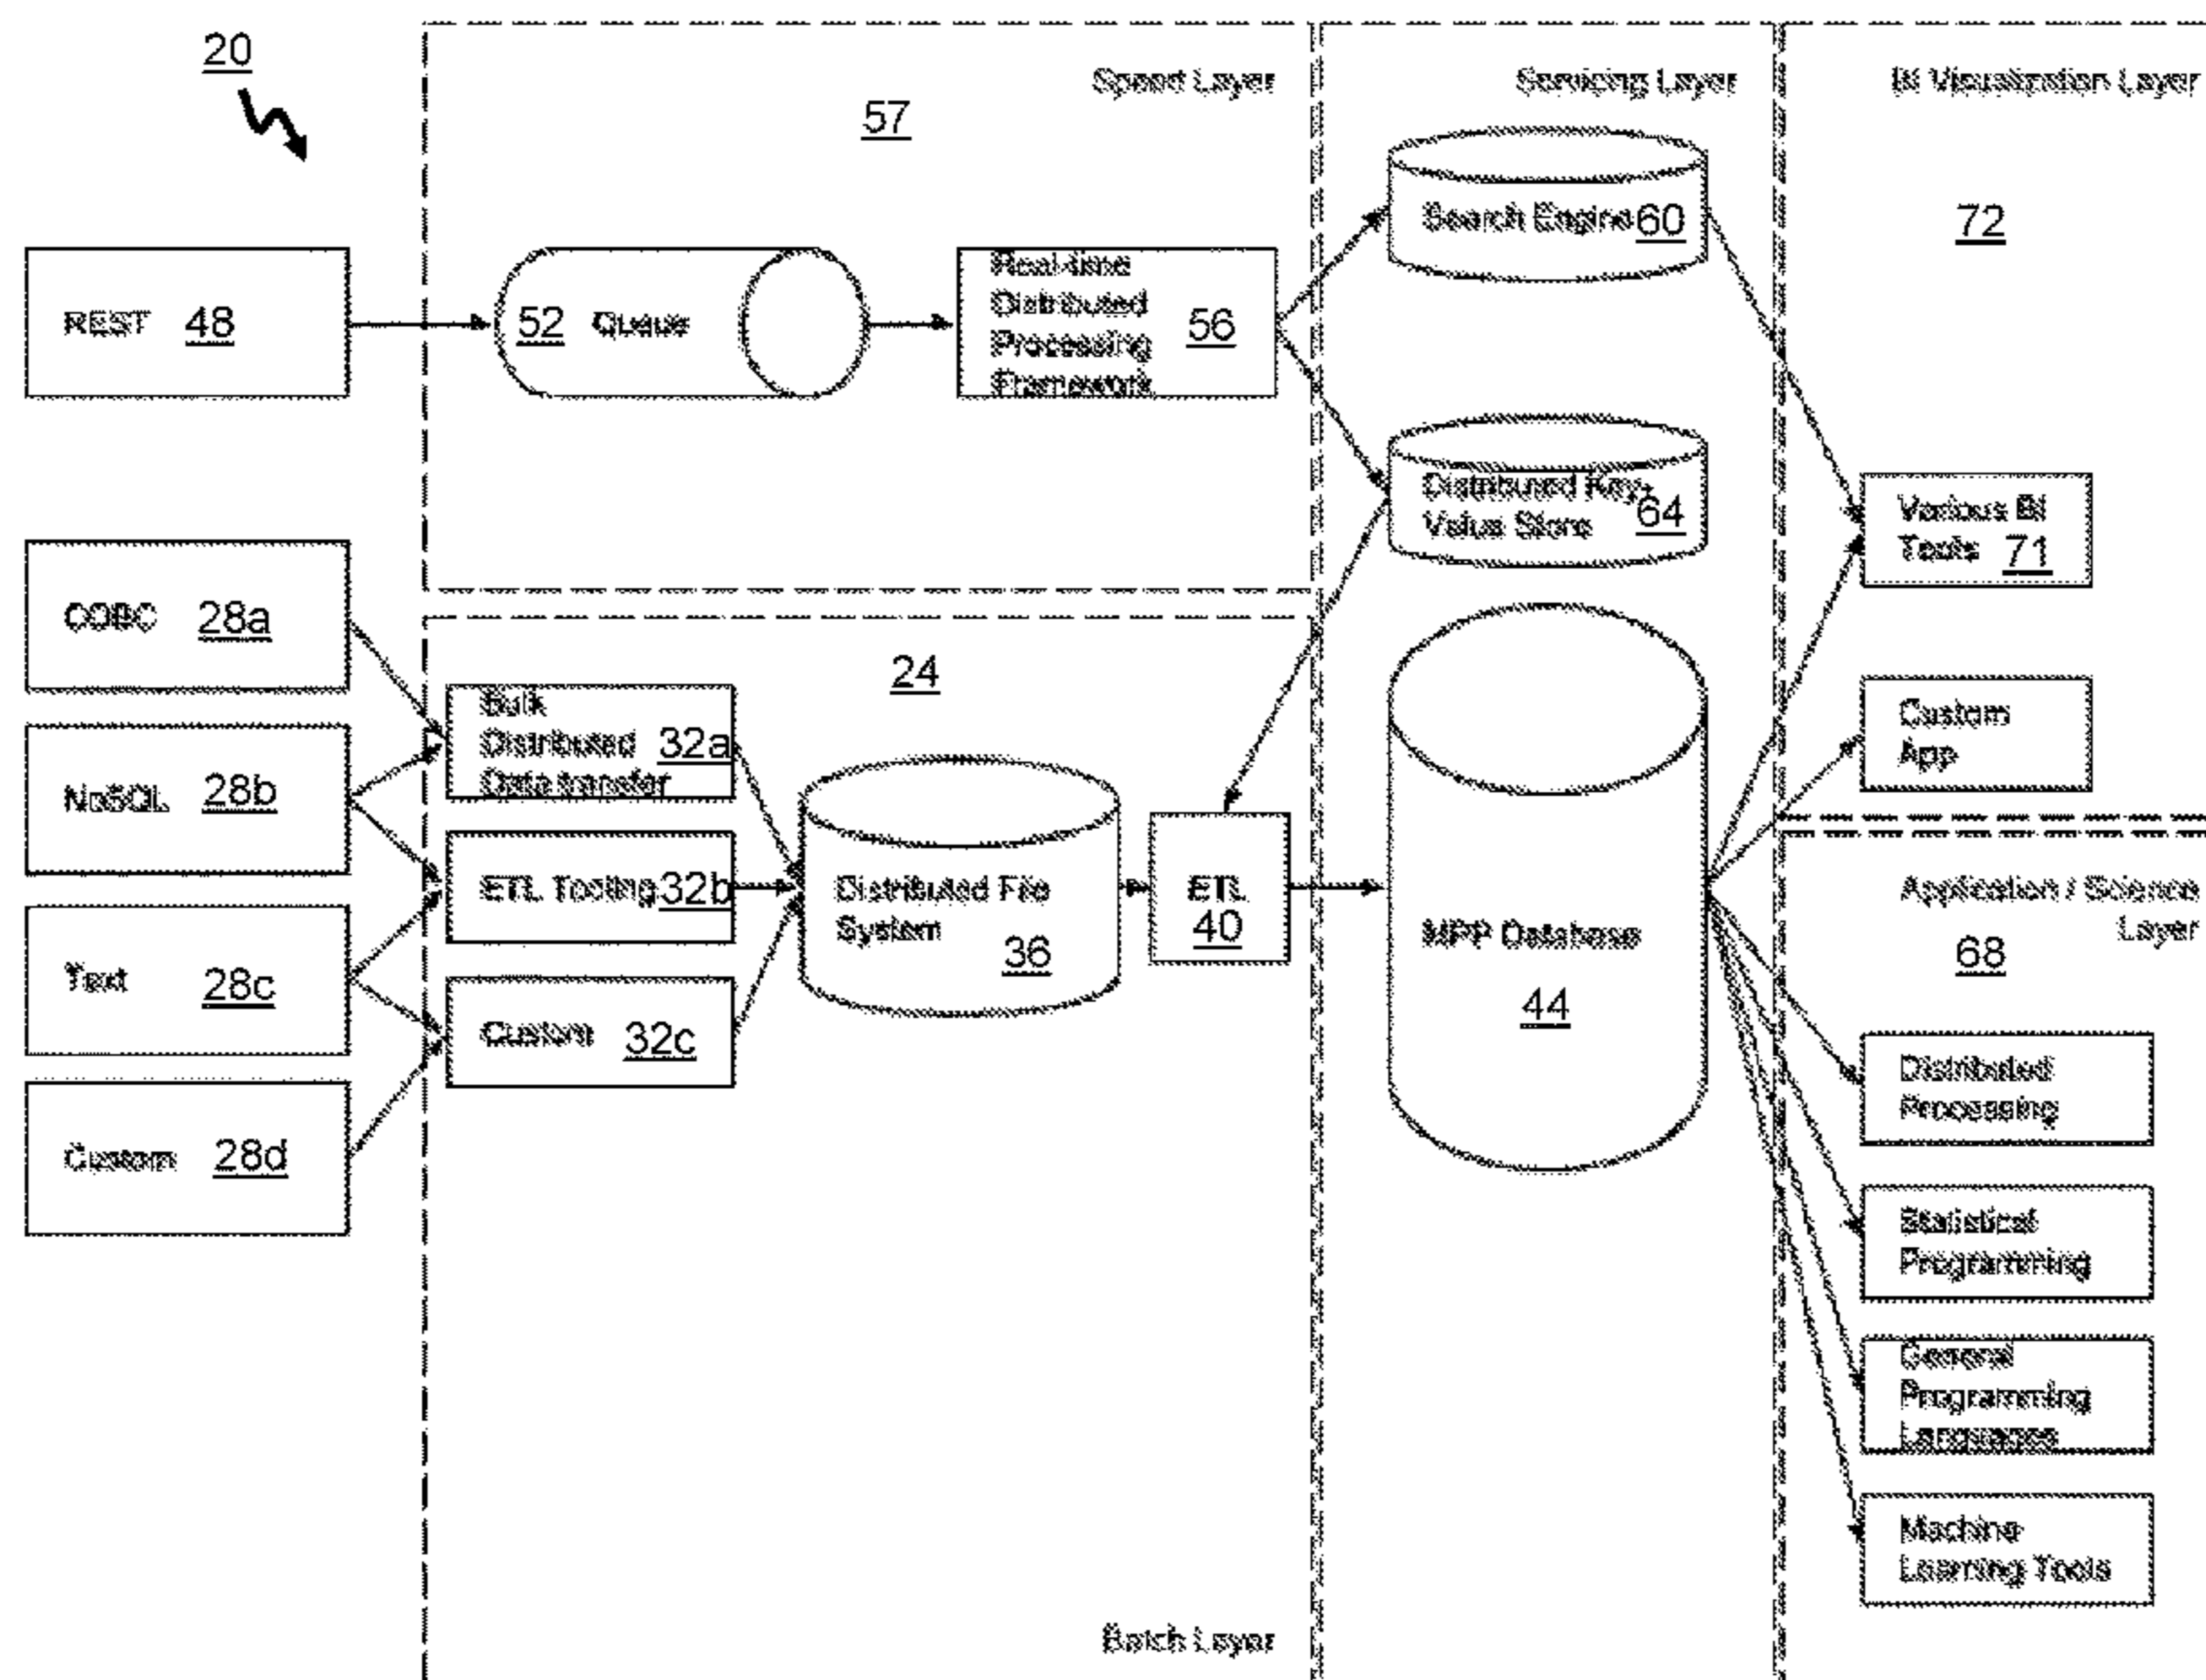 20
Speed Layer
57
REST 48
52 Queue
Real-time
Distributed
Processing
Framework
56
Servicing Layer
Search Engine 60
Distributed Key-
Value Store 64
BI Visualization Layer
72
Various BI
Tools 71
Custom
App
28a
NoSQL 28b
Text 28c
Custom 28d
24
Bulk
Distributed 32a
Data transfer
ETL Tooling 32b
Custom 32c
Distributed File
System 36
ETL
40
MPP Database
44
Batch Layer
Application / Science
Layer
68
Distributed
Processing
Statistical
Programming
General
Programming
Languages
Machine
Learning Tools